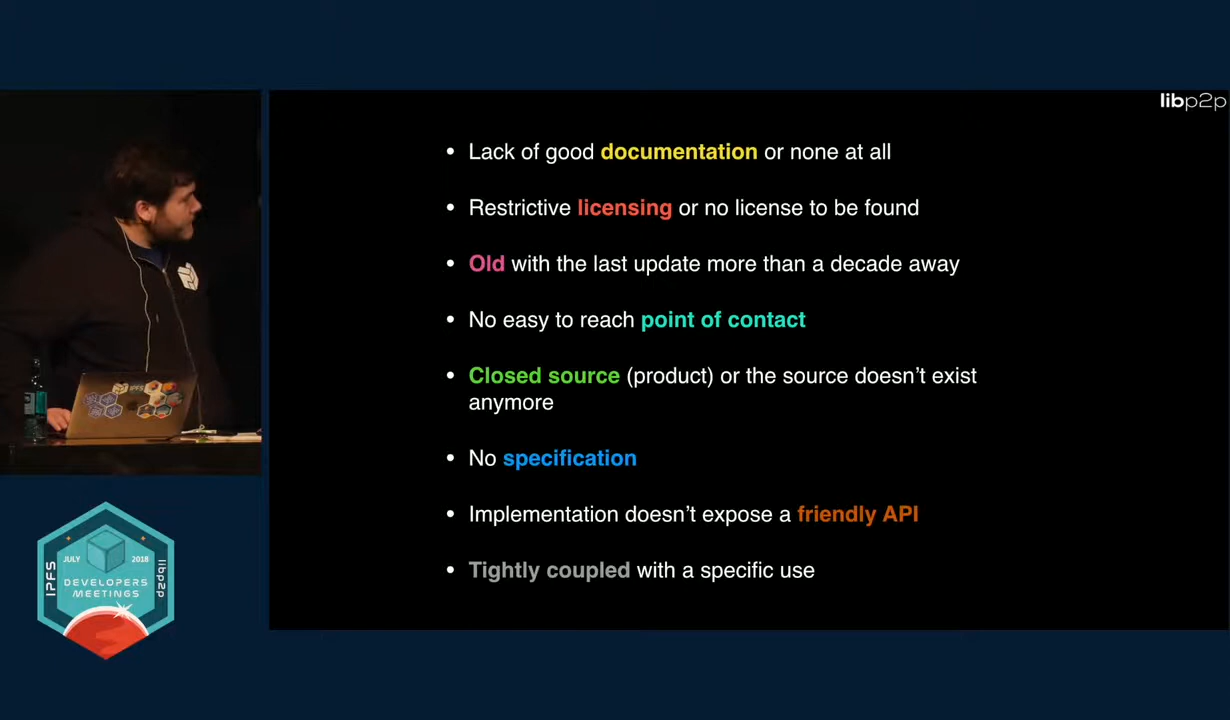 libp2p
• Lack of good documentation or none at all
• Restrictive licensing or no license to be found
• Old with the last update more than a decade away
• No easy to reach point of contact
• Closed source (product) or the source doesn’t exist
anymore
• No specification
• Implementation doesn’t expose a friendly API
• Tightly coupled with a specific use
JULY 2018
IPFS
DEVELOPERS
MEETINGS
libp2p
IPFS